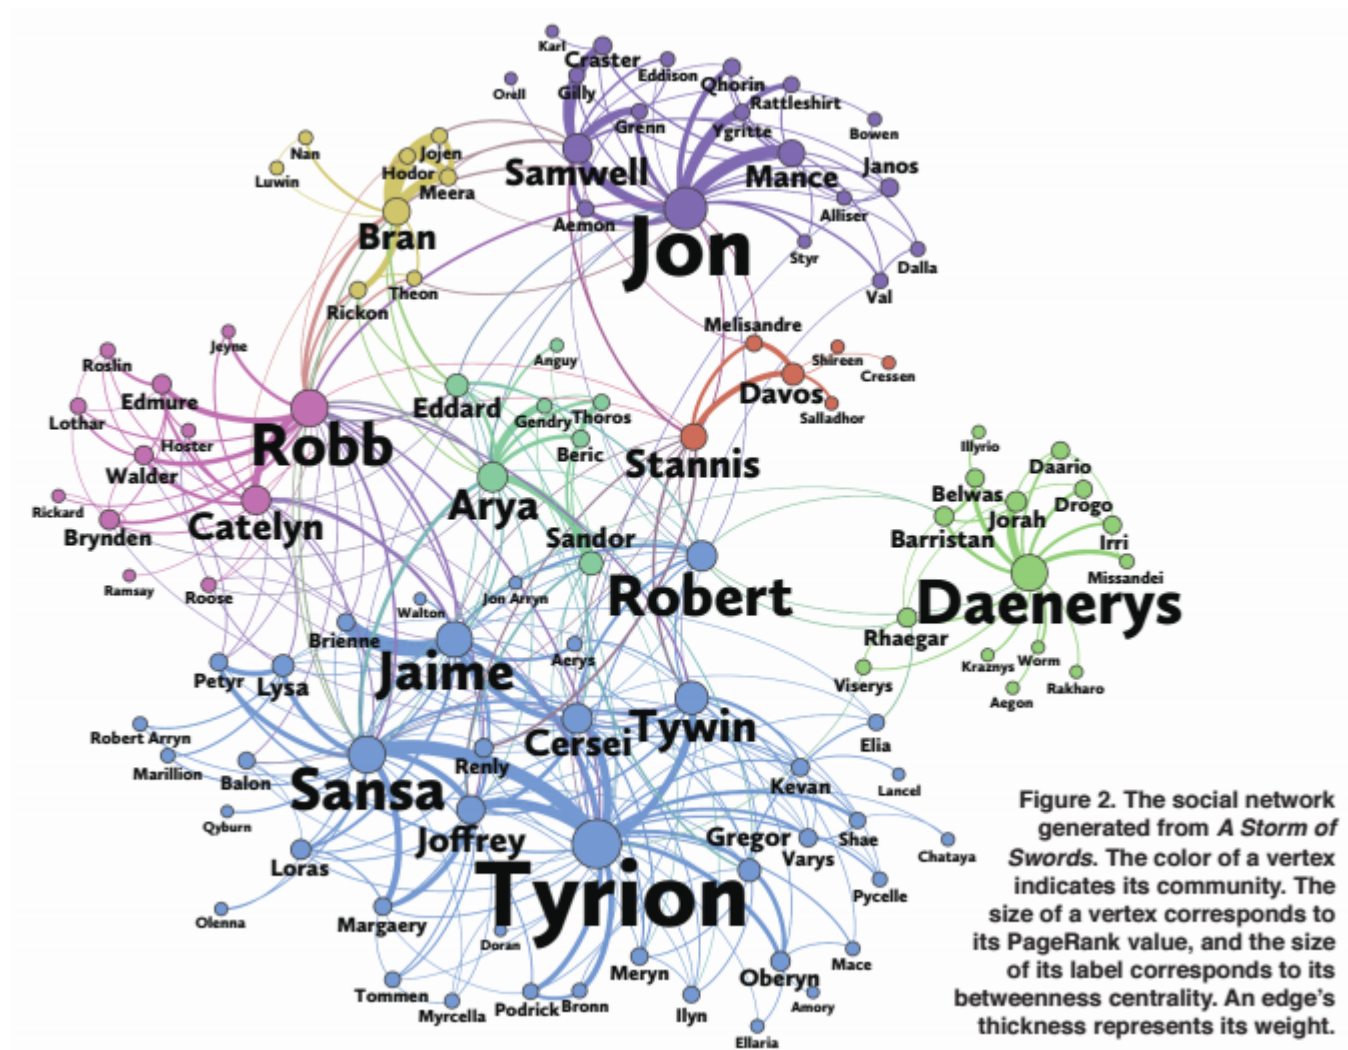 Karl
Craster
Eddison
Qhorin
Orell
Gilly
Rattleshirt
Grenn
Ygritte
Bowen
Nan
Jojen
Luwin
Hodor
Meera
Samwell
Mance
Janos
Alliser
Aemon
Bran
Jon
Styr
Dalla
Theon
Val
Rickon
Melisandre
Jeyne
Roslin
Anguy
Shireen
Cressen
Edmure
Eddard
Davos
Lothar
Gendry
Thoros
Salladhor
Hoster
Robb
Beric
Stannis
Illyrio
Walder
Daario
Belwas
Drogo
Rickard
Arya
Jorah
Brynden
Catelyn
Sandor
Barristan
Irri
Missandei
Ramsay
Roose
Jon Arryn
Robert
Daenerys
Walton
Brienne
Rhaegar
Aerys
Jaime
Kraznys
Worm
Petyr
Lysa
Viserys
Rakharo
Aegon
Robert Arryn
Cersei
Tywin
Elia
Marillion
Renly
Balon
Sansa
Kevan
Lancel
Qyburn
Joffrey
Gregor
Shae
Varys
Chataya
Loras
Tyrion
Pycelle
Olenna
Margaery
Doran
Meryn
Oberyn
Mace
Tommen
Myrcella
Podrick
Bronn
Ilyn
Amory
Ellaria
Figure 2. The social network
generated from A Storm of
Swords. The color of a vertex
indicates its community. The
size of a vertex corresponds to
its PageRank value, and the size
of its label corresponds to its
betweenness centrality. An edge’s
thickness represents its weight.